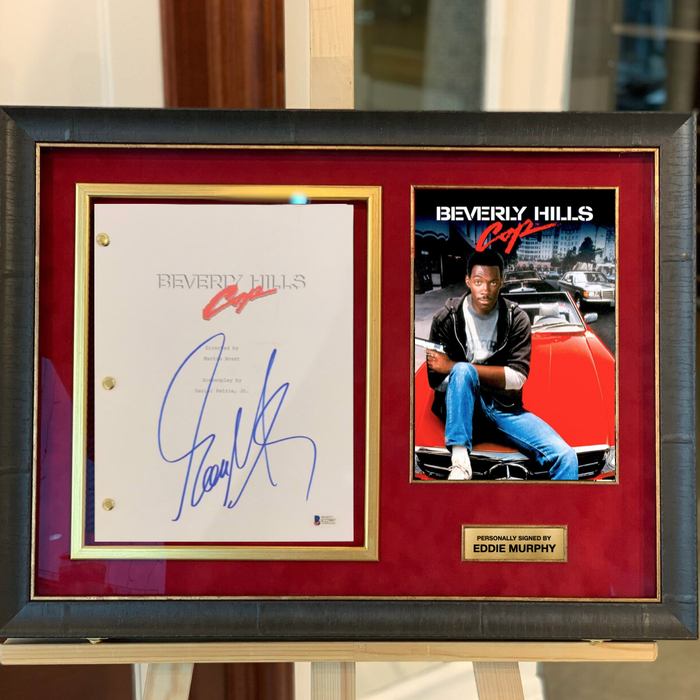 BEVERLY HILLS
Cop
Directed by
Martin Brest
Screenplay by
Daniel Petrie, Jr.
BEVERLY HILLS
Cop
PERSONALLY SIGNED BY
EDDIE MURPHY